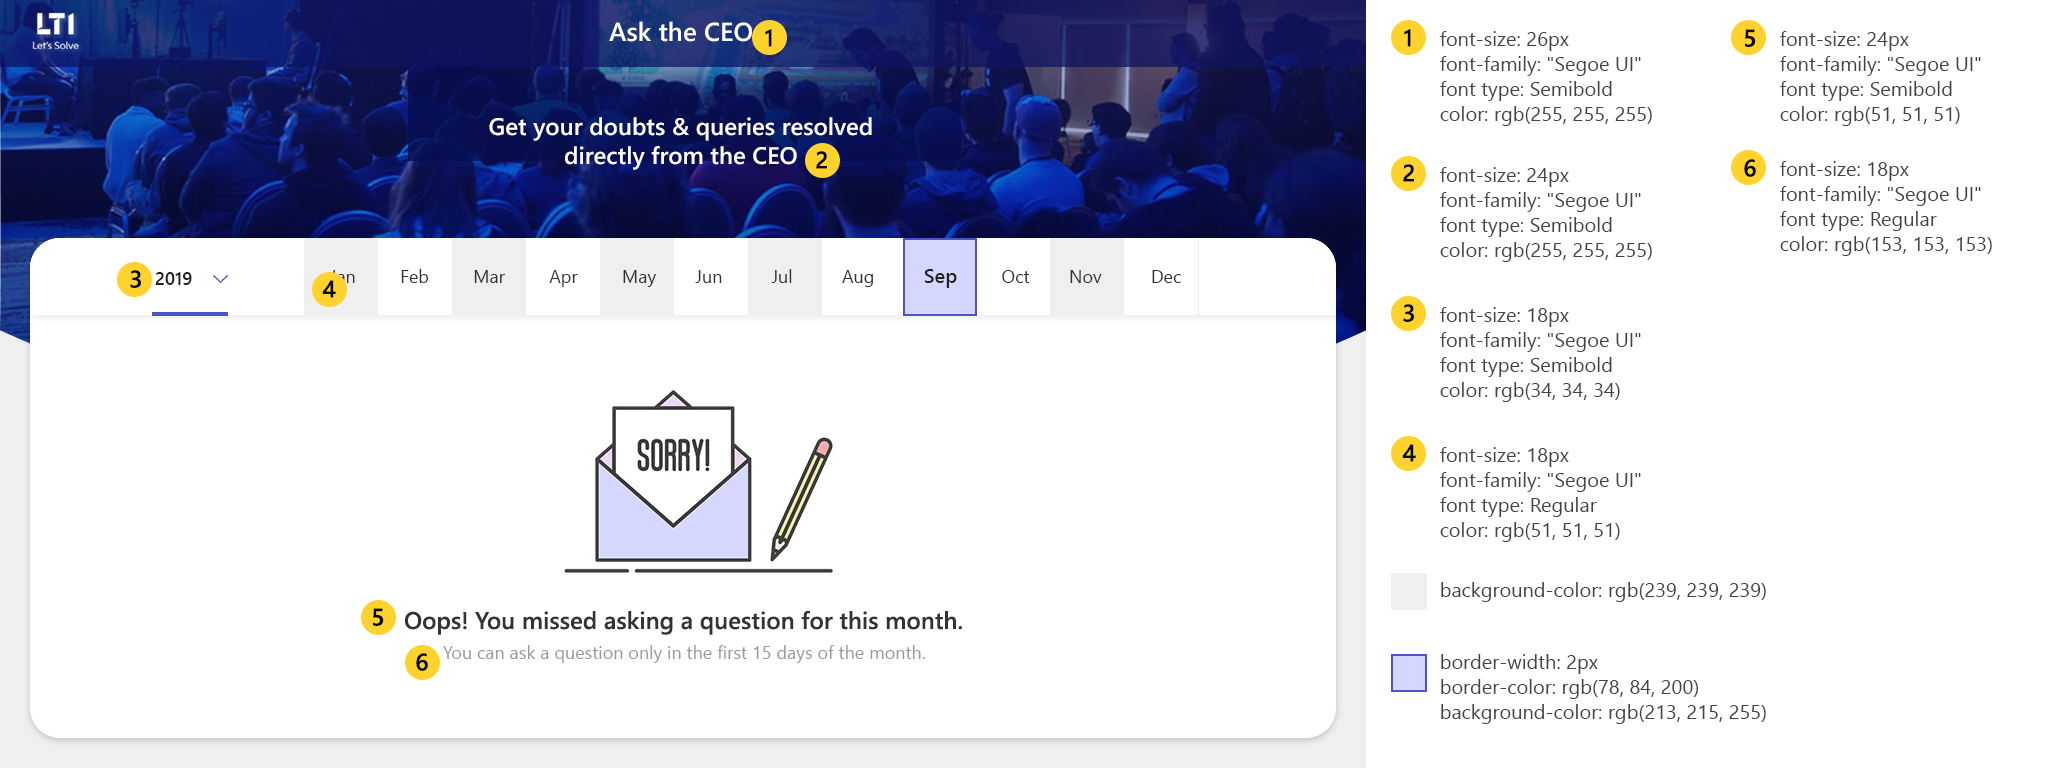 LTI
Let's Solve
Ask the CEO 1
Get your doubts & queries resolved
directly from the CEO 2
3 2019
4 Jan Feb Mar Apr May Jun Jul Aug Sep Oct Nov Dec
SORRY!
5 Oops! You missed asking a question for this month.
6 You can ask a question only in the first 15 days of the month.
1 font-size: 26px
font-family: "Segoe UI"
font type: Semibold
color: rgb(255, 255, 255)
2 font-size: 24px
font-family: "Segoe UI"
font type: Semibold
color: rgb(255, 255, 255)
3 font-size: 18px
font-family: "Segoe UI"
font type: Semibold
color: rgb(34, 34, 34)
4 font-size: 18px
font-family: "Segoe UI"
font type: Regular
color: rgb(51, 51, 51)
background-color: rgb(239, 239, 239)
border-width: 2px
border-color: rgb(78, 84, 200)
background-color: rgb(213, 215, 255)
5 font-size: 24px
font-family: "Segoe UI"
font type: Semibold
color: rgb(51, 51, 51)
6 font-size: 18px
font-family: "Segoe UI"
font type: Regular
color: rgb(153, 153, 153)